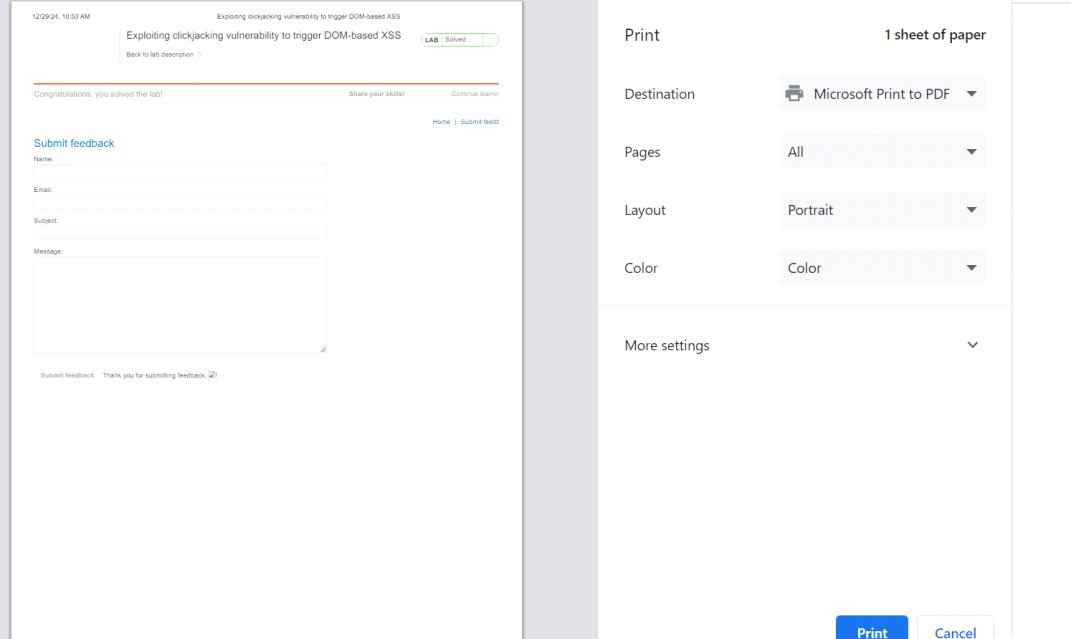 12/29/24, 10:53 AM Exploiting clickjacking vulnerability to trigger DOM-based XSS
Exploiting clickjacking vulnerability to trigger DOM-based XSS
LAB Solved
Back to lab description
Congratulations, you solved the lab! Share your skills! Continue learnin
Home | Submit feedb
Submit feedback
Name:
Email:
Subject:
Message:
Submit feedback Thank you for submitting feedback, !
Print 1 sheet of paper
Destination Microsoft Print to PDF
Pages All
Layout Portrait
Color Color
More settings
Print Cancel